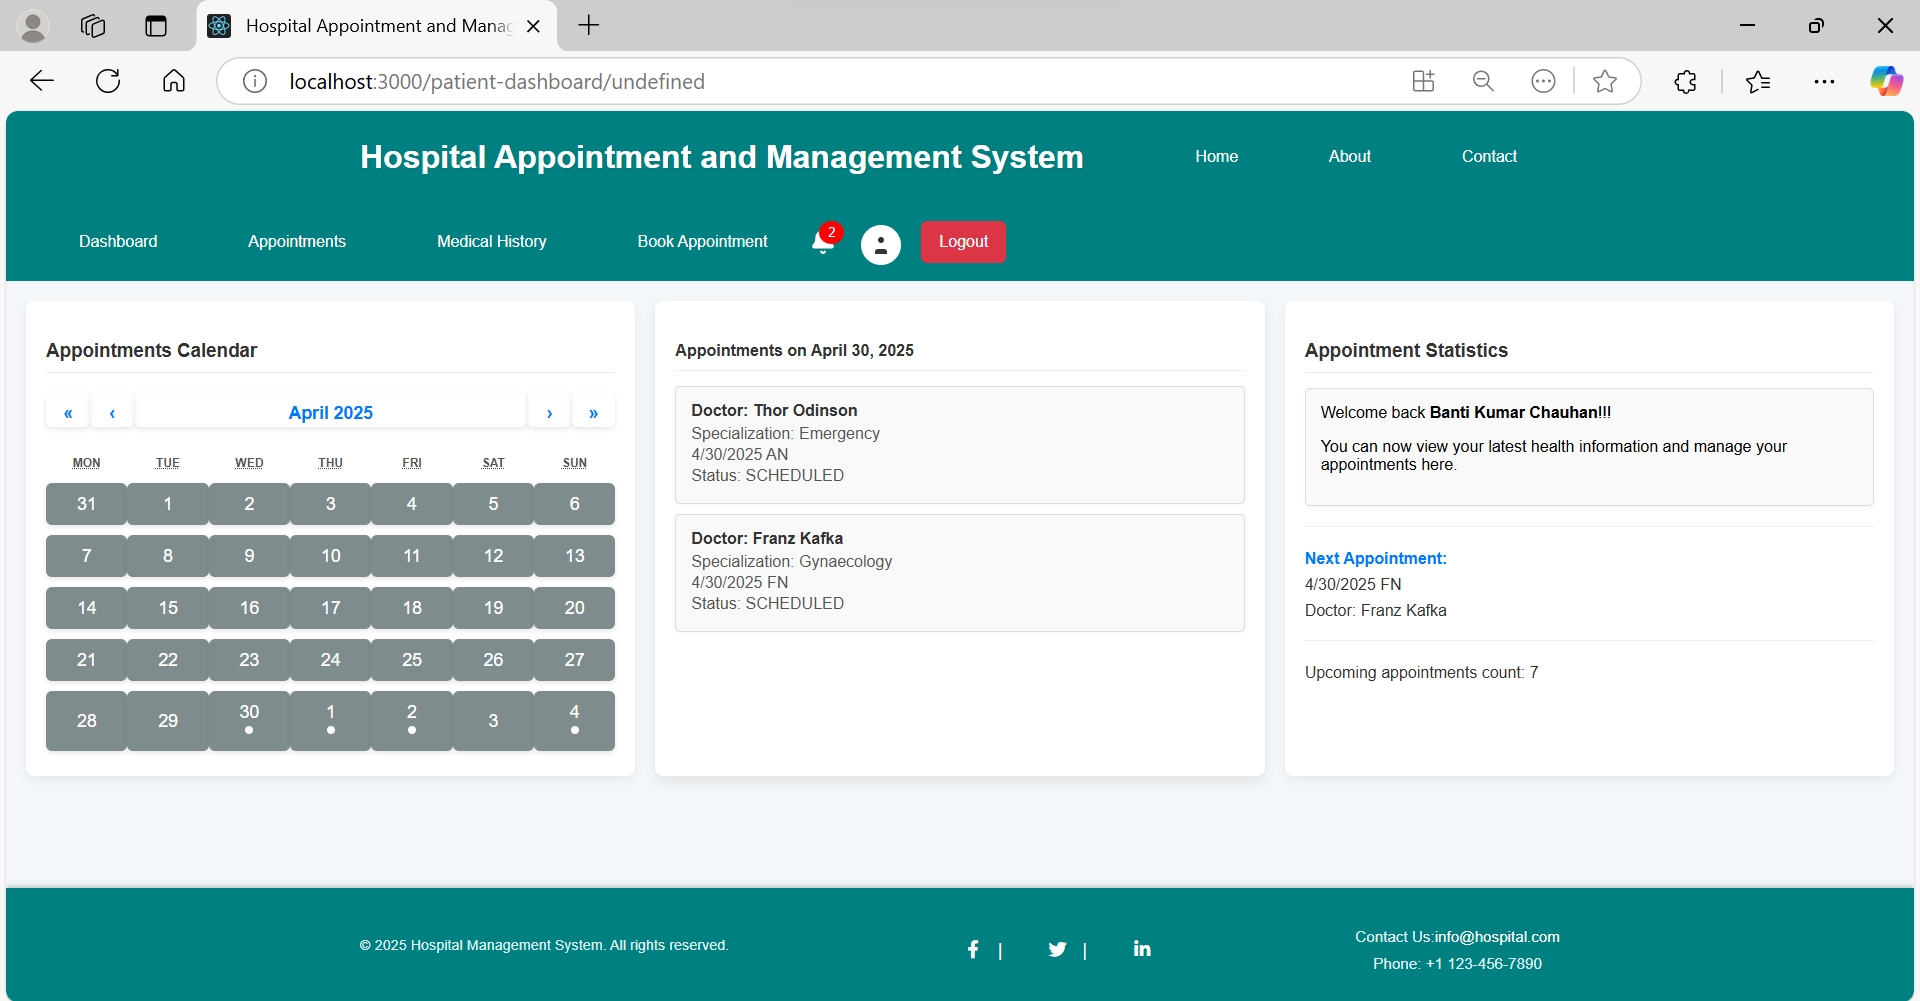 Hospital Appointment and Manag
localhost:3000/patient-dashboard/undefined
Hospital Appointment and Management System
Home
About
Contact
Dashboard
Appointments
Medical History
Book Appointment
2
Logout
Appointments Calendar
«
‹
April 2025
›
»
MON TUE WED THU FRI SAT SUN
31 1 2 3 4 5 6
7 8 9 10 11 12 13
14 15 16 17 18 19 20
21 22 23 24 25 26 27
28 29 30 1 2 3 4
Appointments on April 30, 2025
Doctor: Thor Odinson
Specialization: Emergency
4/30/2025 AN
Status: SCHEDULED
Doctor: Franz Kafka
Specialization: Gynaecology
4/30/2025 FN
Status: SCHEDULED
Appointment Statistics
Welcome back Banti Kumar Chauhan!!!
You can now view your latest health information and manage your
appointments here.
Next Appointment:
4/30/2025 FN
Doctor: Franz Kafka
Upcoming appointments count: 7
© 2025 Hospital Management System. All rights reserved.
| |
Contact Us:info@hospital.com
Phone: +1 123-456-7890